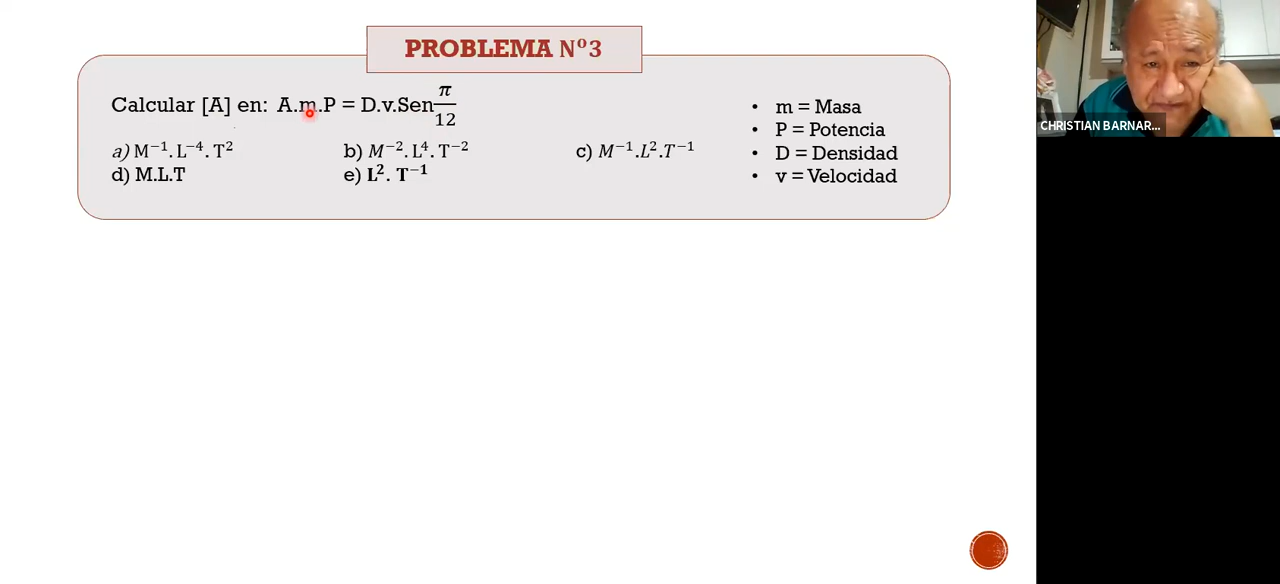 PROBLEMA Nº3
Calcular [A] en: A.m.P = D.v.Sen π/12
a) M⁻¹.L⁻⁴.T² b) M⁻².L⁴.T⁻² c) M⁻¹.L².T⁻¹
d) M.L.T e) L².T⁻¹
• m = Masa
• P = Potencia
• D = Densidad
• v = Velocidad
CHRISTIAN BARNAR...